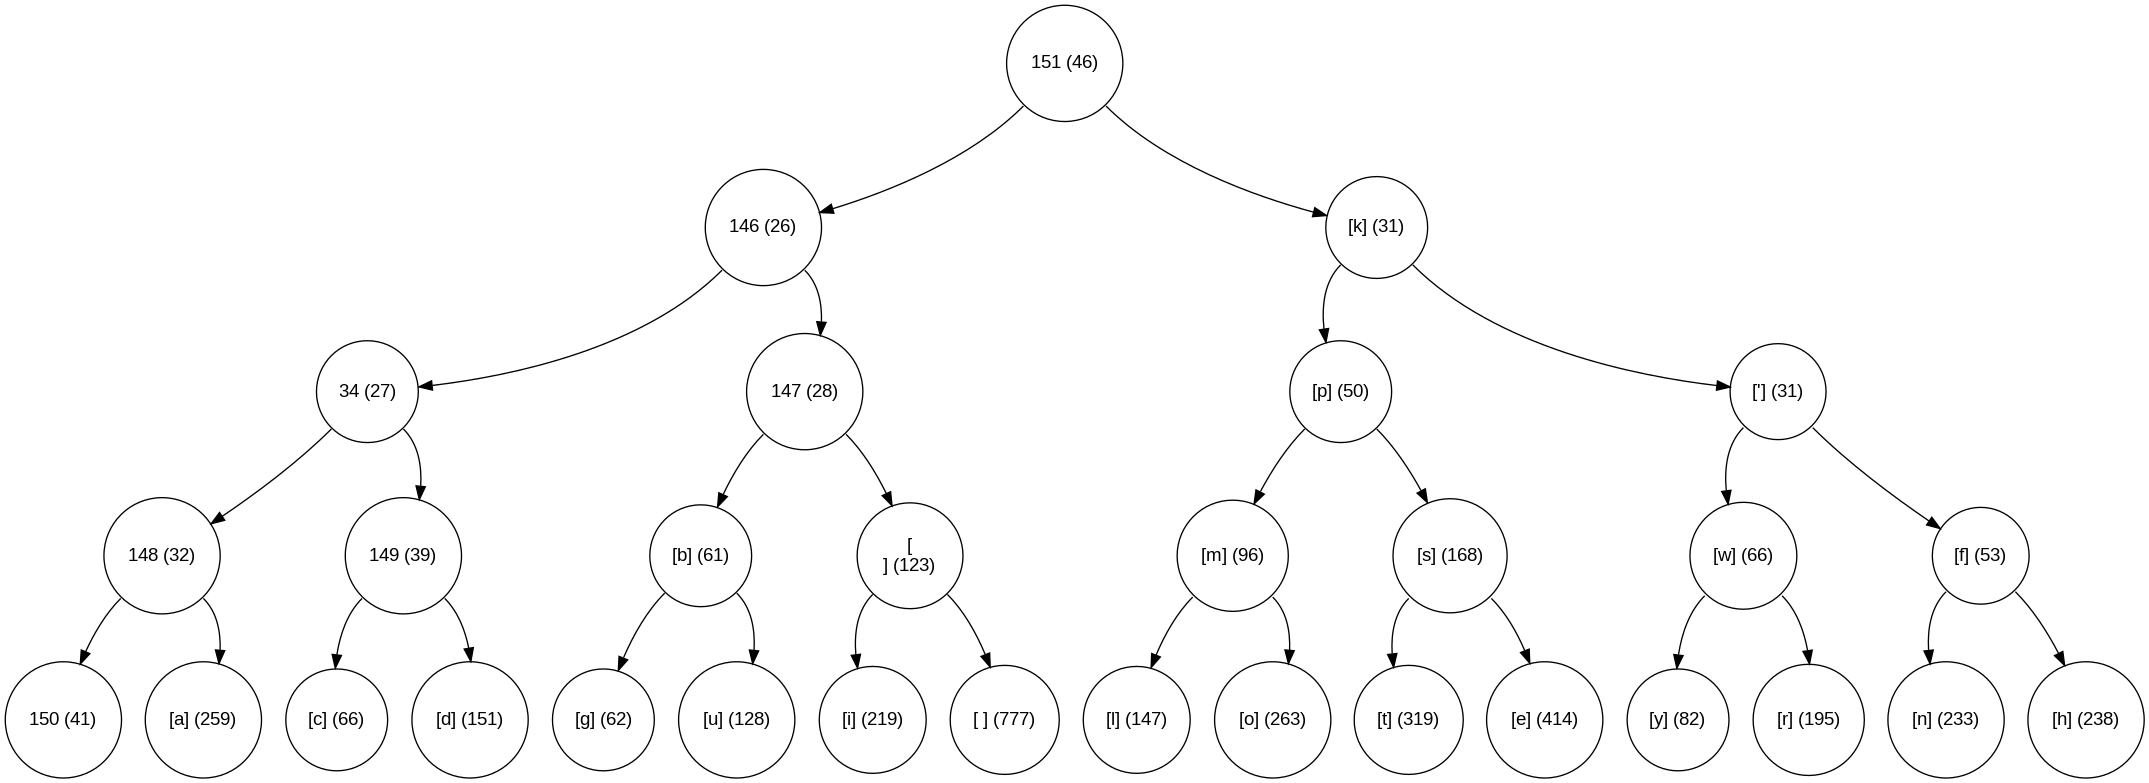 151 (46)
146 (26)
[k] (31)
34 (27)
147 (28)
[p] (50)
['] (31)
148 (32)
149 (39)
[b] (61)
[
] (123)
[m] (96)
[s] (168)
[w] (66)
[f] (53)
150 (41)
[a] (259)
[c] (66)
[d] (151)
[g] (62)
[u] (128)
[i] (219)
[ ] (777)
[l] (147)
[o] (263)
[t] (319)
[e] (414)
[y] (82)
[r] (195)
[n] (233)
[h] (238)